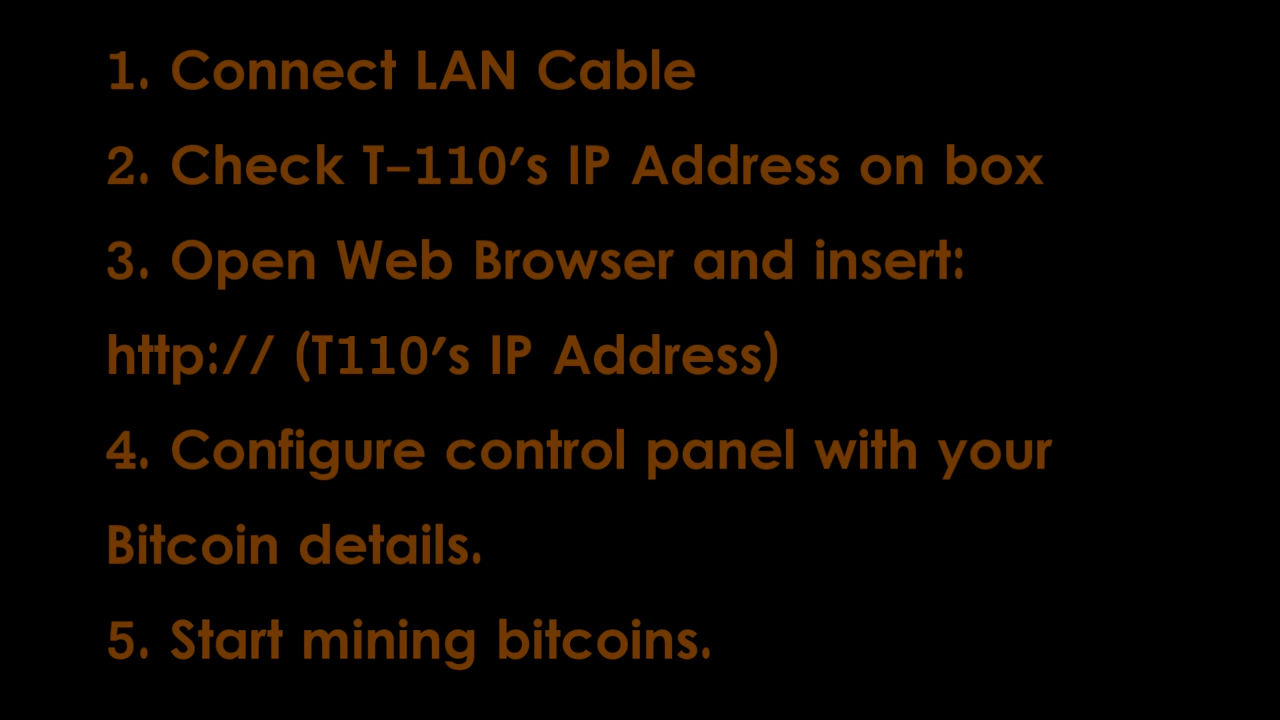 1. Connect LAN Cable
2. Check T-110's IP Address on box
3. Open Web Browser and insert:
http:// (T110's IP Address)
4. Configure control panel with your
Bitcoin details.
5. Start mining bitcoins.